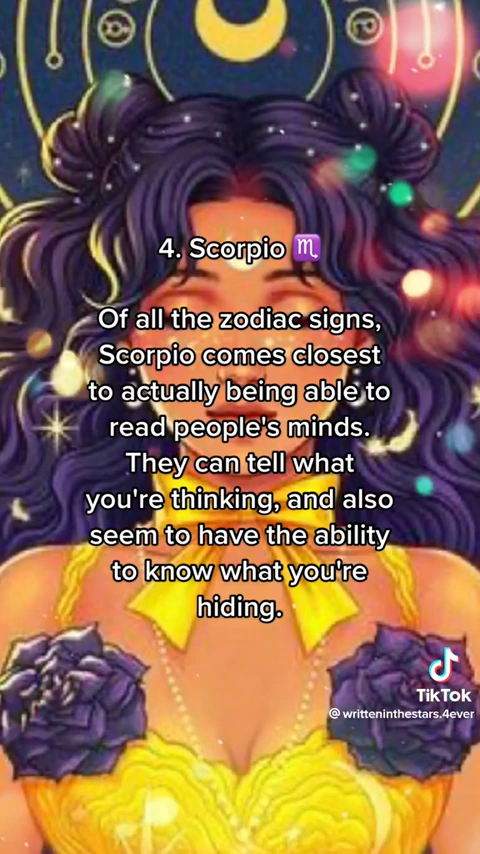 4. Scorpio ♏
Of all the zodiac signs,
Scorpio comes closest
to actually being able to
read people's minds.
They can tell what
you're thinking, and also
seem to have the ability
to know what you're
hiding.
TikTok
@writteninthestars.4ever